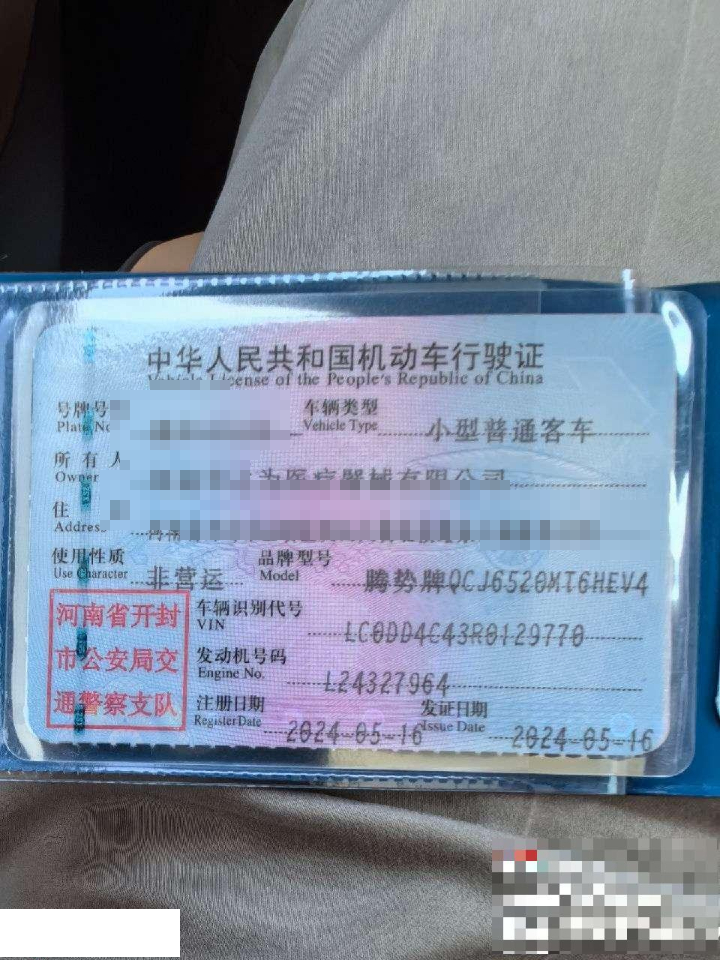 中华人民共和国机动车行驶证
Vehicle License of the People's Republic of China
号牌号
Plate No
车辆类型
Vehicle Type
小型普通客车
所有人
Owner
为医疗器械有限公司
住
Address
使用性质
Use Character
非营运
品牌型号
Model
腾势牌QCJ6520MT6HEV4
河南省开封
市公安局交
通警察支队
车辆识别代号
VIN
LC0DD4C43R0129770
发动机号码
Engine No.
L24327964
注册日期
Register Date
2024-05-16
发证日期
Issue Date
2024-05-16